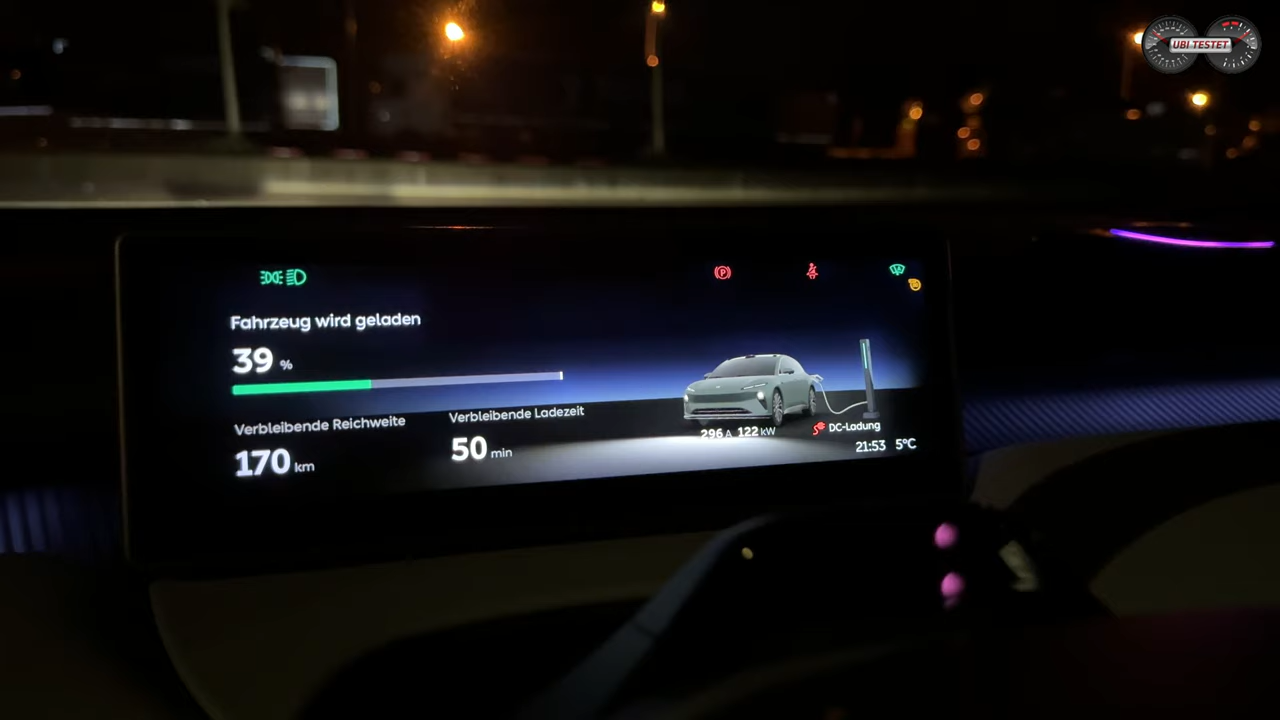 UBI TESTET
Fahrzeug wird geladen
39 %
Verbleibende Reichweite
170 km
Verbleibende Ladezeit
50 min
296 A 122 kW
DC-Ladung
21:53 5°C